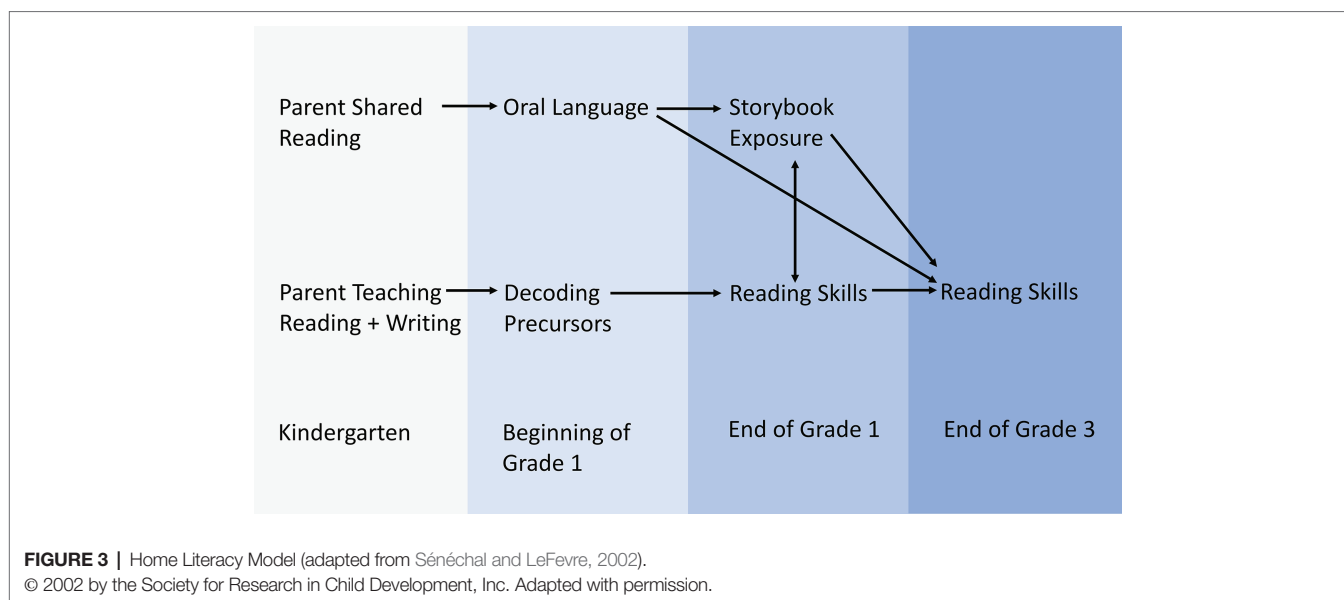 Parent Shared
Reading
Oral Language
Storybook
Exposure
Parent Teaching
Reading + Writing
Decoding
Precursors
Reading Skills
Reading Skills
Kindergarten
Beginning of
Grade 1
End of Grade 1
End of Grade 3
FIGURE 3 | Home Literacy Model (adapted from Sénéchal and LeFevre, 2002).
© 2002 by the Society for Research in Child Development, Inc. Adapted with permission.